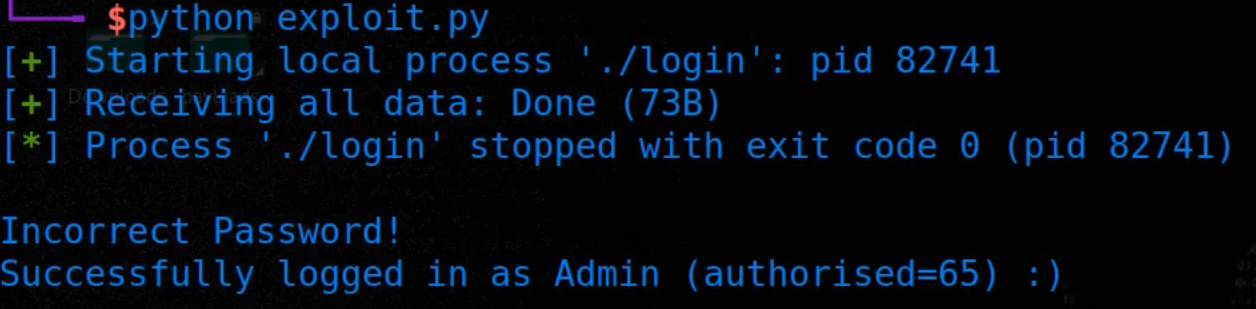 $python exploit.py
[+] Starting local process './login': pid 82741
[+] Receiving all data: Done (73B)
[*] Process './login' stopped with exit code 0 (pid 82741)
Incorrect Password!
Successfully logged in as Admin (authorised=65) :)